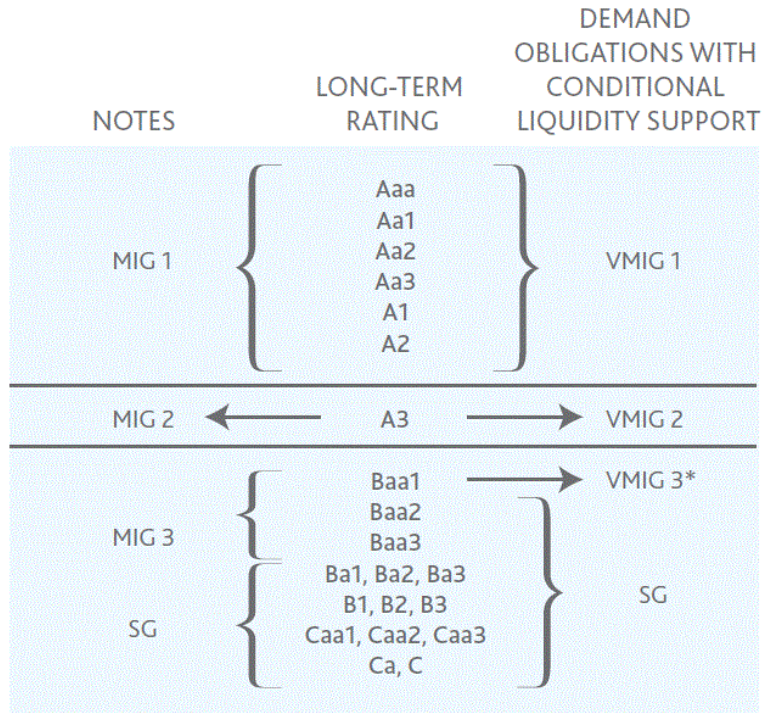 NOTES
LONG-TERM
RATING
DEMAND
OBLIGATIONS WITH
CONDITIONAL
LIQUIDITY SUPPORT
MIG 1
Aaa
Aa1
Aa2
Aa3
A1
A2
VMIG 1
MIG 2
A3
VMIG 2
MIG 3
Baa1
Baa2
Baa3
VMIG 3*
SG
Ba1, Ba2, Ba3
B1, B2, B3
Caa1, Caa2, Caa3
Ca, C
SG